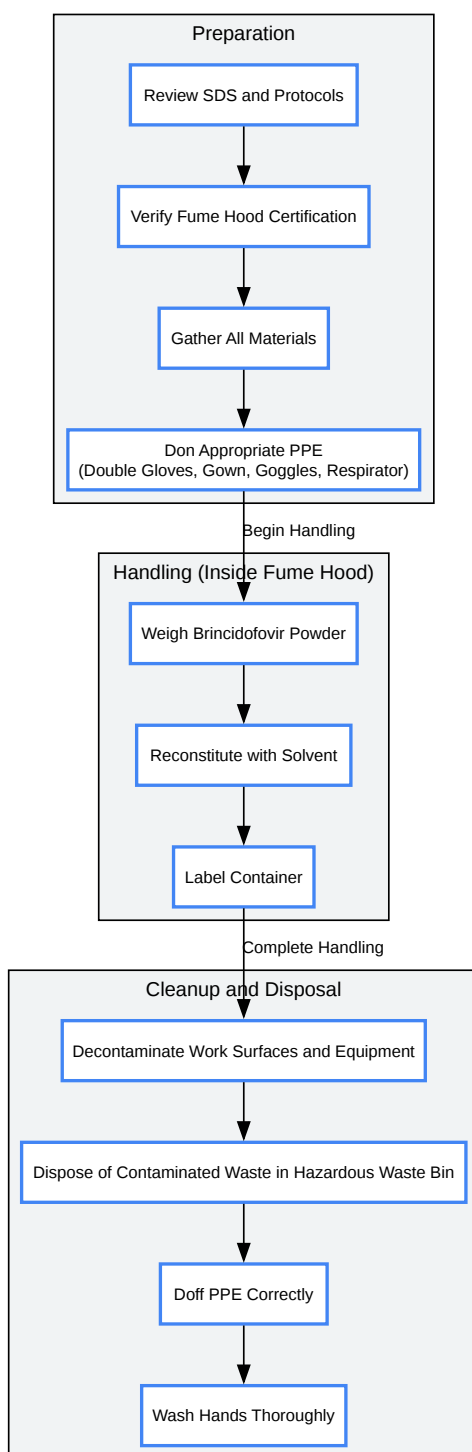 Preparation
Review SDS and Protocols
Verify Fume Hood Certification
Gather All Materials
Don Appropriate PPE
(Double Gloves, Gown, Goggles, Respirator)
Begin Handling
Handling (Inside Fume Hood)
Weigh Brincidofovir Powder
Reconstitute with Solvent
Label Container
Complete Handling
Cleanup and Disposal
Decontaminate Work Surfaces and Equipment
Dispose of Contaminated Waste in Hazardous Waste Bin
Doff PPE Correctly
Wash Hands Thoroughly